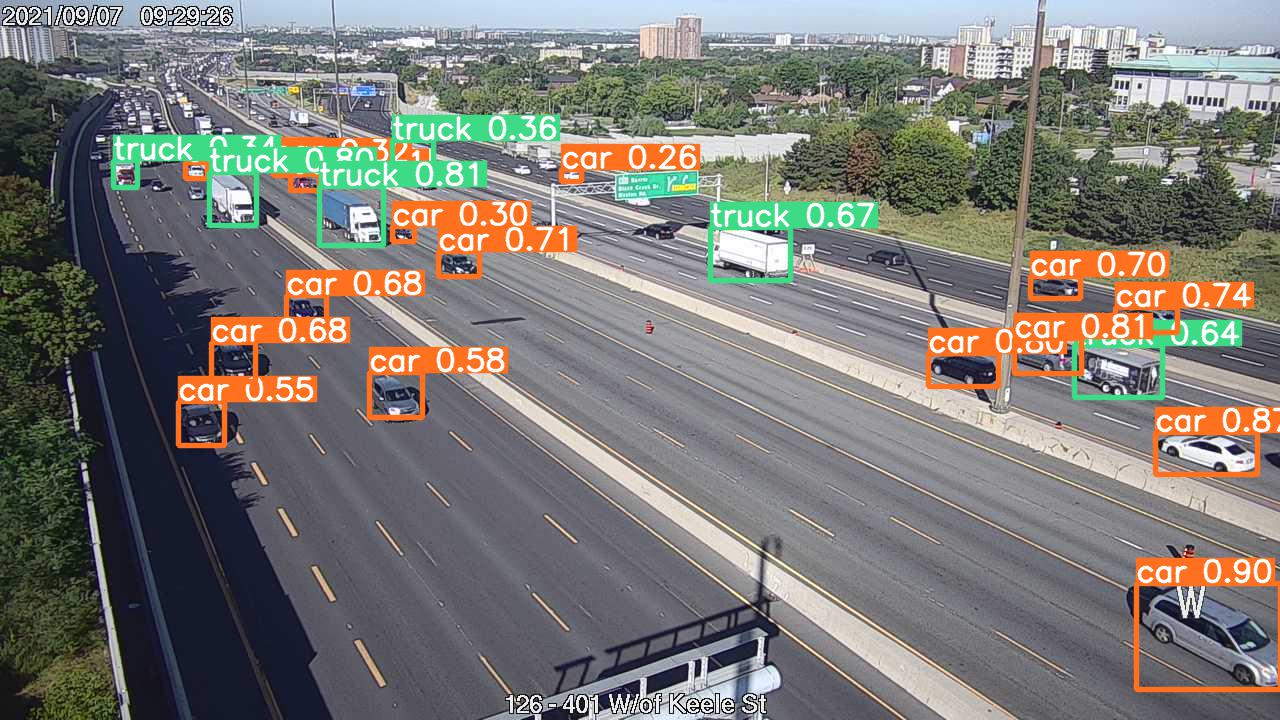 2021/09/07 09:29:26
truck 0.36
truck 0.80
truck 0.81
car 0.26
car 0.30
truck 0.67
car 0.71
car 0.70
car 0.68
car 0.74
car 0.68
car 0.81
0.64
car 0.58
car 0.55
car 0.87
car 0.90
W
126 - 401 W/of Keele St